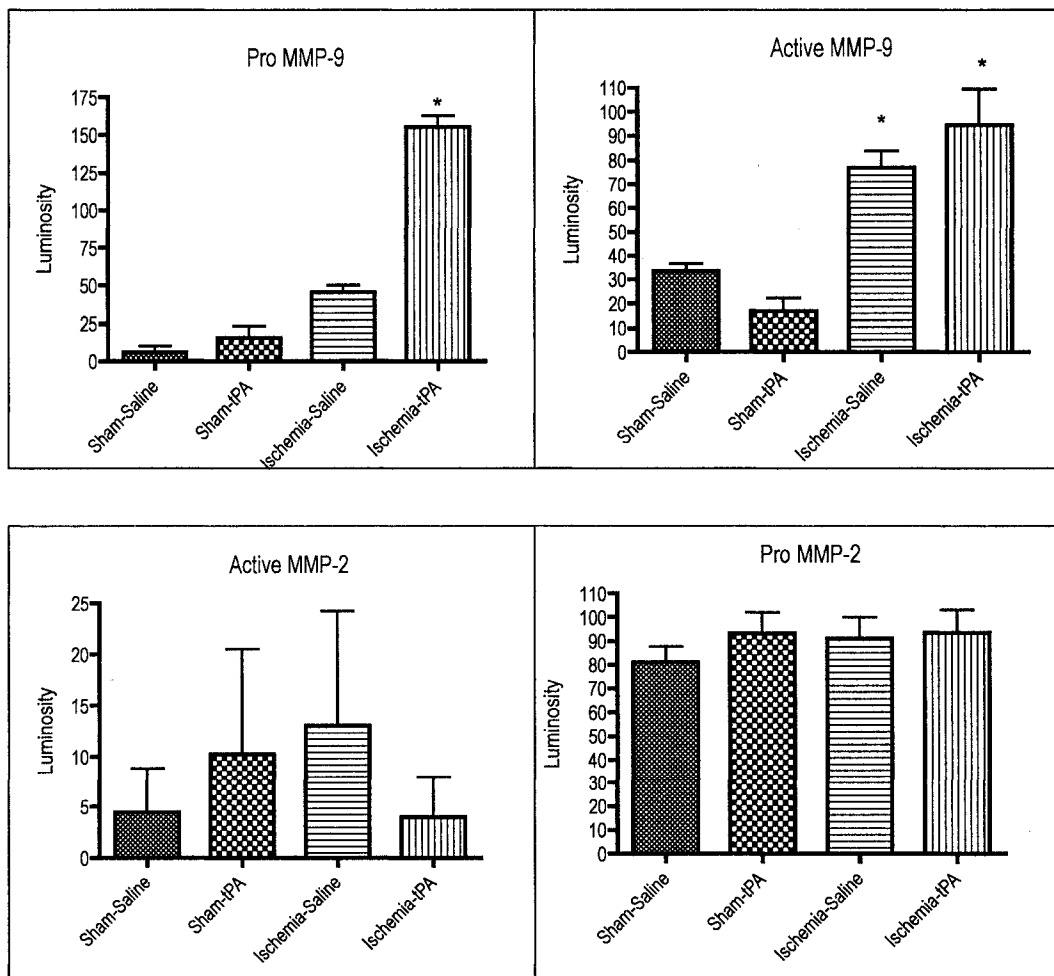 Pro MMP-9
Luminosity
175
150
125
100
75
50
25
0
*
Sham-Saline
Sham-tPA
Ischemia-Saline
Ischemia-tPA
Active MMP-9
Luminosity
110
100
90
80
70
60
50
40
30
20
10
0
*
*
Sham-Saline
Sham-tPA
Ischemia-Saline
Ischemia-tPA
Active MMP-2
Luminosity
25
20
15
10
5
0
Sham-Saline
Sham-tPA
Ischemia-Saline
Ischemia-tPA
Pro MMP-2
Luminosity
110
100
90
80
70
60
50
40
30
20
10
0
Sham-Saline
Sham-tPA
Ischemia-Saline
Ischemia-tPA